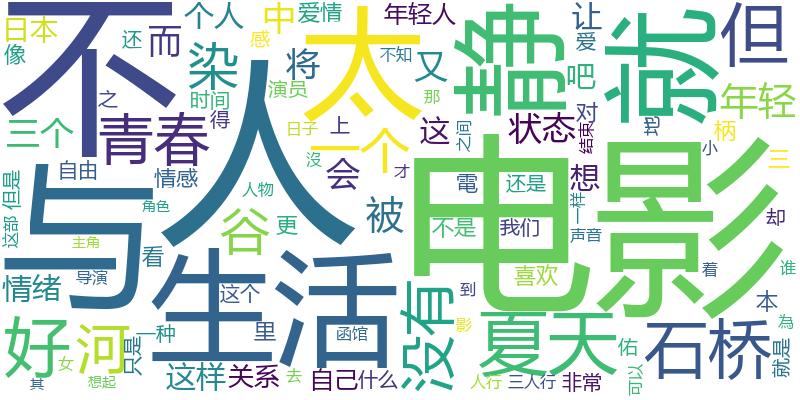 不
与
人
生活
太
静
就
但
电影
日本
像
还
而
个人
染
时间
中
爱情
感
演员
将
年轻人
不知
又
那
让
爱
吧
对
年轻
柄
三个
之
青春
得
日子
上
一个
这
状态
之间
结束
想
小
三
自由
情感
没
会
才
電
还是
不是
我们
一样
声音
却
谁
这部
但是
角色
人物
谷
更
被
主角
看
导演
情绪
这个
里
函馆
到
喜欢
着
本
為
好
河
只是
一种
女
其
想起
这样
关系
去
自己
什么
没有
影
夏天
人行
三人行
非常
佑
可以
石桥
就是